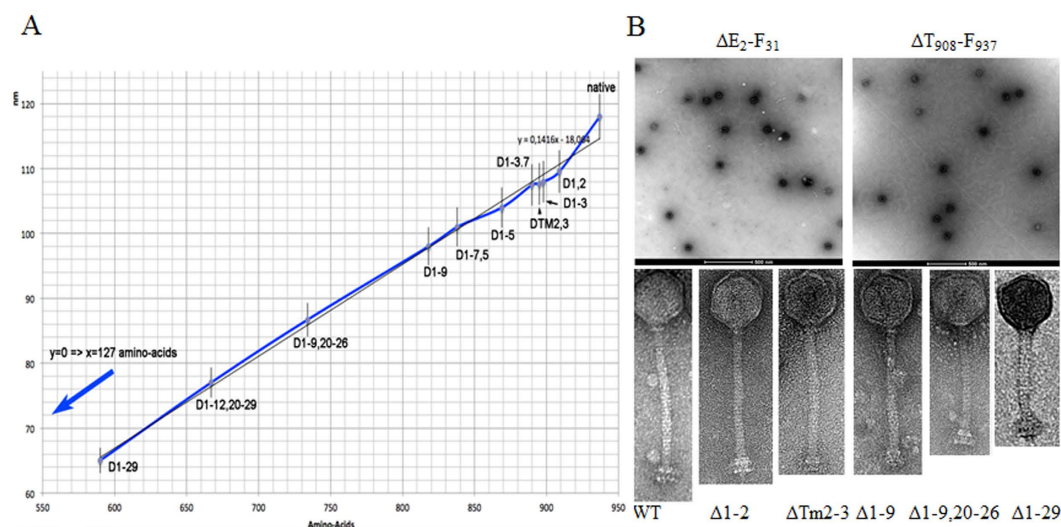 A
nm
120
110
100
90
80
70
60
550
600
650
700
750
800
850
900
950
Amino-Acids
native
y = 0,1416x - 18,064
D1-3.7
D1,2
D1-3
DTM2,3
D1-5
D1-7,5
D1-9
D1-9,20-26
y=0 => x=127 amino-acids
D1-12,20-29
D1-29
B
ΔE2-F31
ΔT908-F937
500 nm
500 nm
WT
Δ1-2
ΔTm2-3
Δ1-9
Δ1-9,20-26
Δ1-29